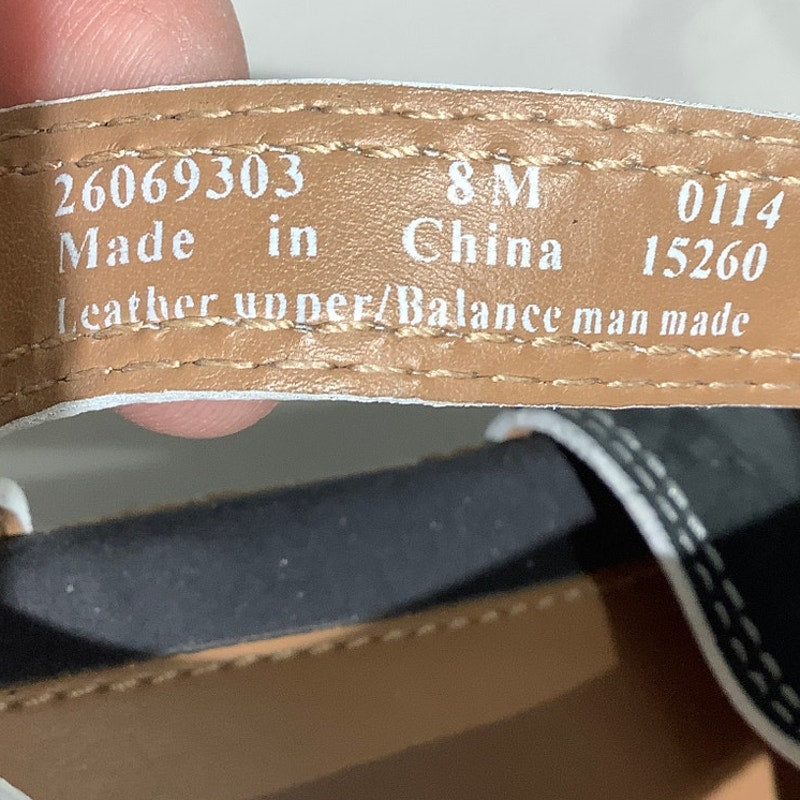 26069303 8 M 0114
Made in China 15260
Leather upper/Balance man made